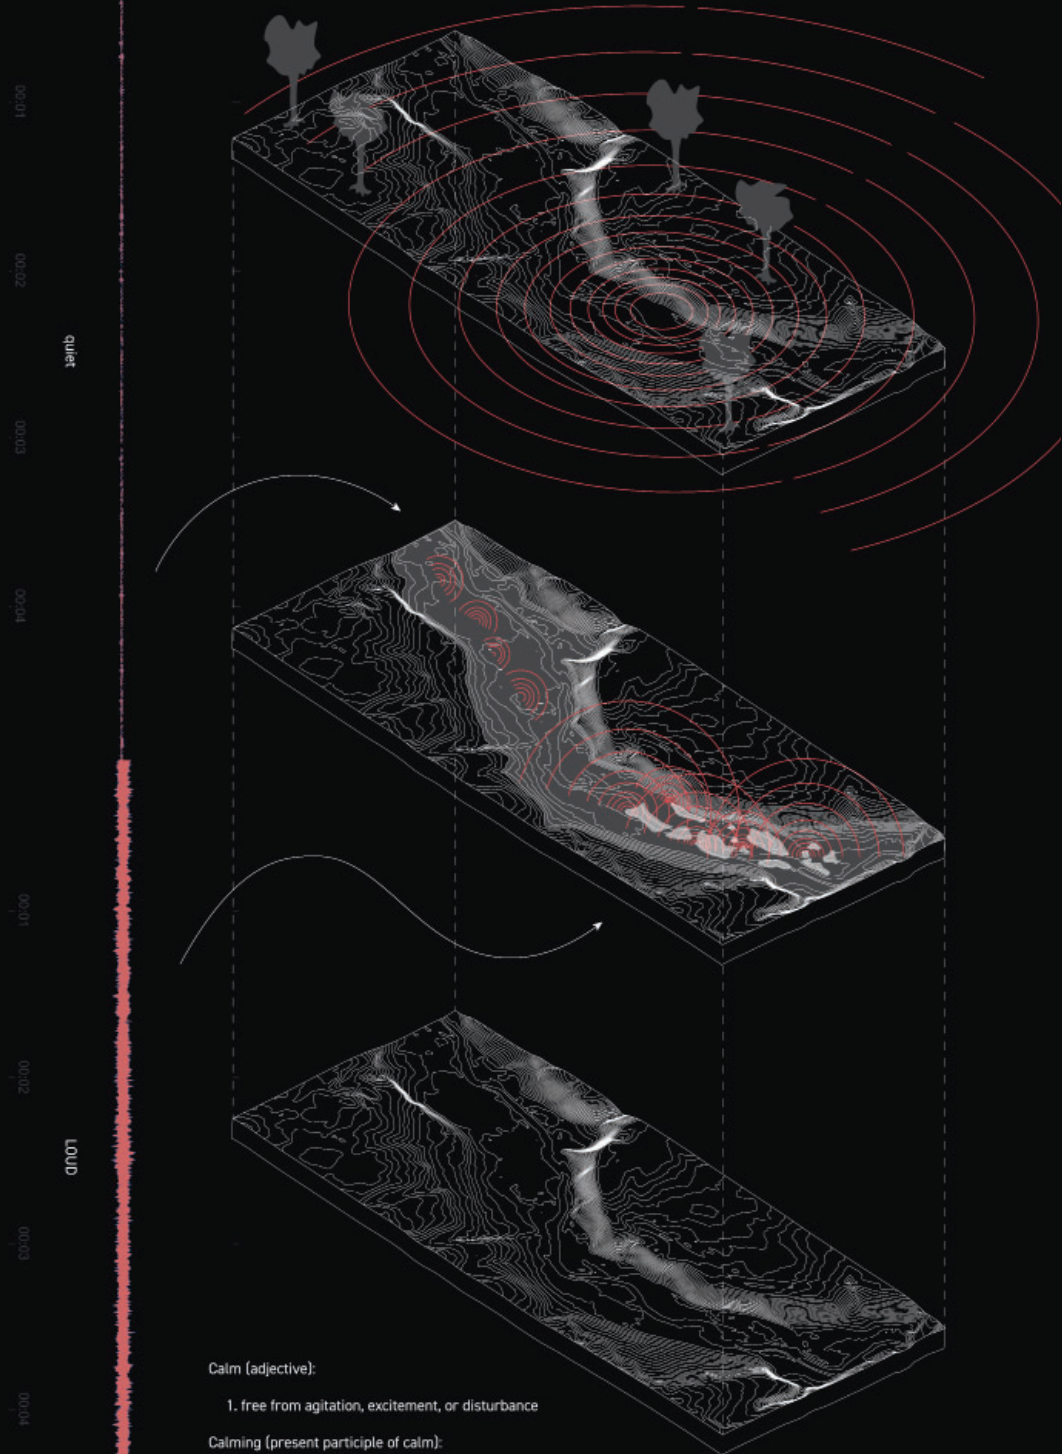 00:01
00:02
quiet
00:03
00:04
00:01
00:02
LOUD
00:03
00:04
Calm (adjective):
1. free from agitation, excitement, or disturbance
Calming (present participle of calm):